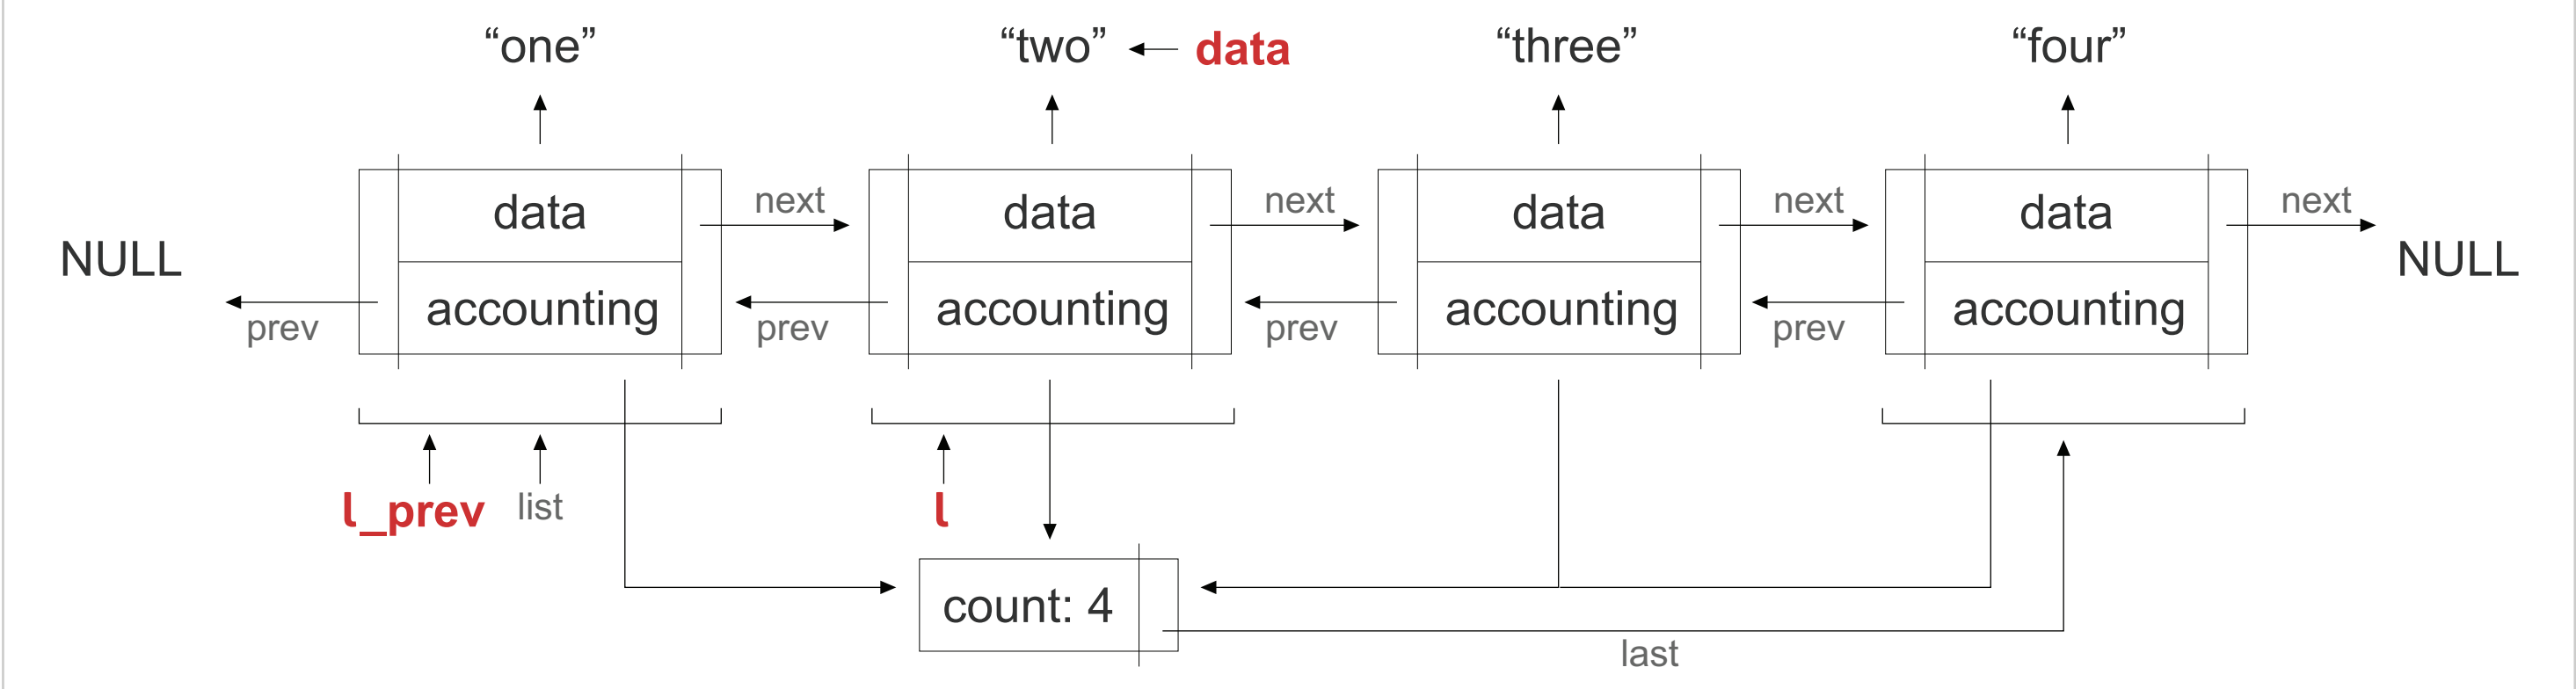 “one”
“two”
data
“three”
“four”
NULL
data
accounting
next
prev
data
accounting
next
prev
data
accounting
next
prev
data
accounting
next
prev
NULL
l_prev
list
l
count: 4
last